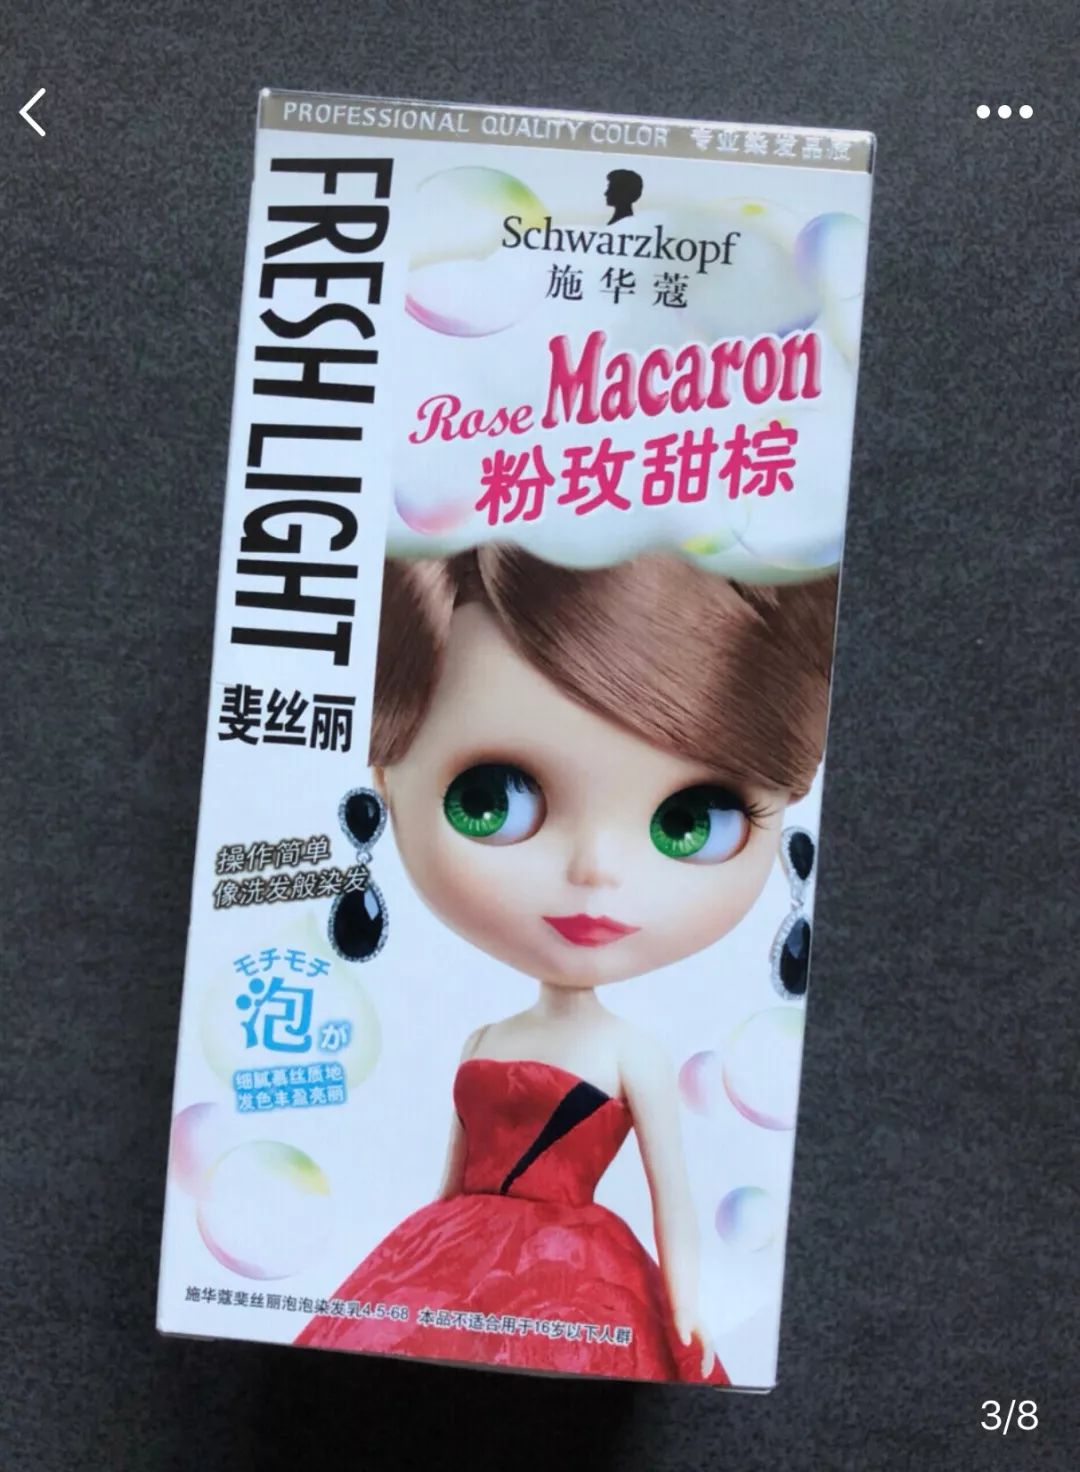 PROFESSIONAL QUALITY COLOR 专业染发品质
FRESH LIGHT
斐丝丽
Schwarzkopf
施华蔻
Rose Macaron
粉玫甜棕
操作简单
像洗发般染发
モチモチ
泡が
细腻慕丝质地
发色丰盈亮丽
施华蔻斐丝丽泡泡染发乳4.5-68 本品不适合用于16岁以下人群
3/8